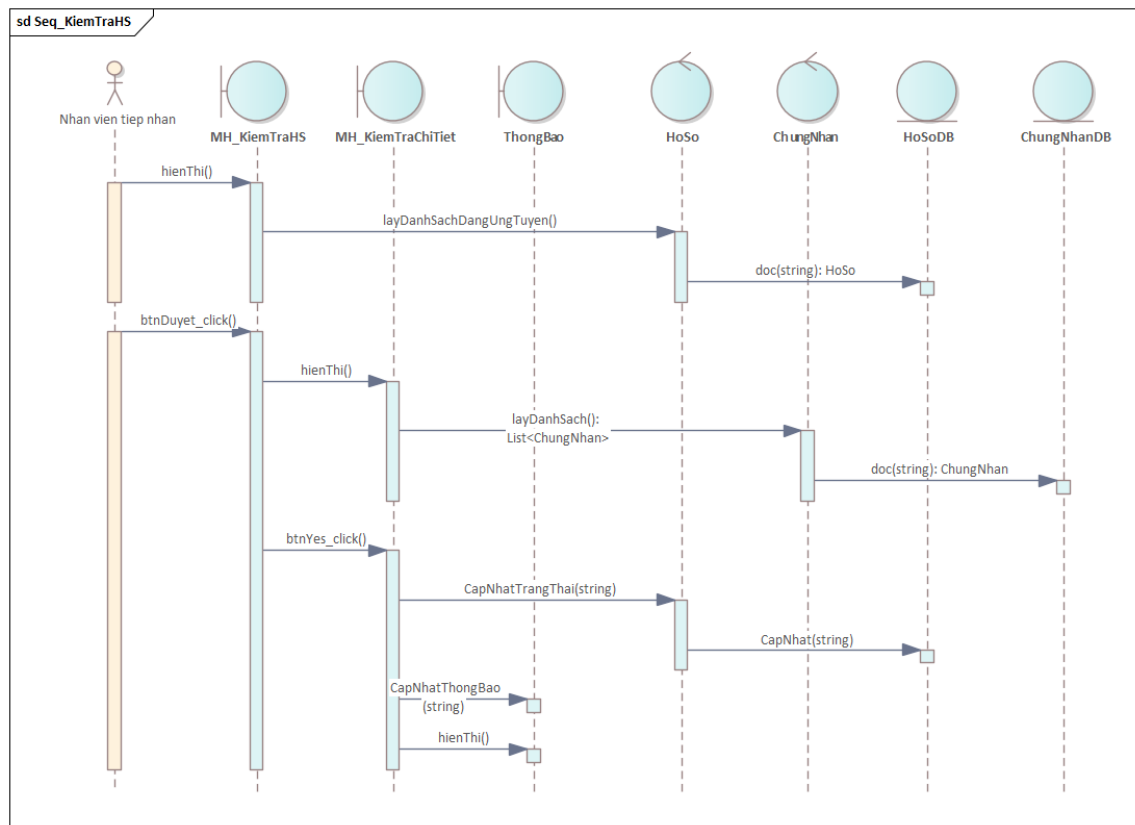 sd Seq_KiemTraHS
Nhan vien tiep nhan
MH_KiemTraHS
MH_KiemTraChiTiet
ThongBao
HoSo
ChungNhan
HoSoDB
ChungNhanDB
hienThi()
layDanhSachDangUngTuyen()
doc(string): HoSo
btnDuyet_click()
hienThi()
layDanhSach():
List<ChungNhan>
doc(string): ChungNhan
btnYes_click()
CapNhatTrangThai(string)
CapNhat(string)
CapNhatThongBao
(string)
hienThi()